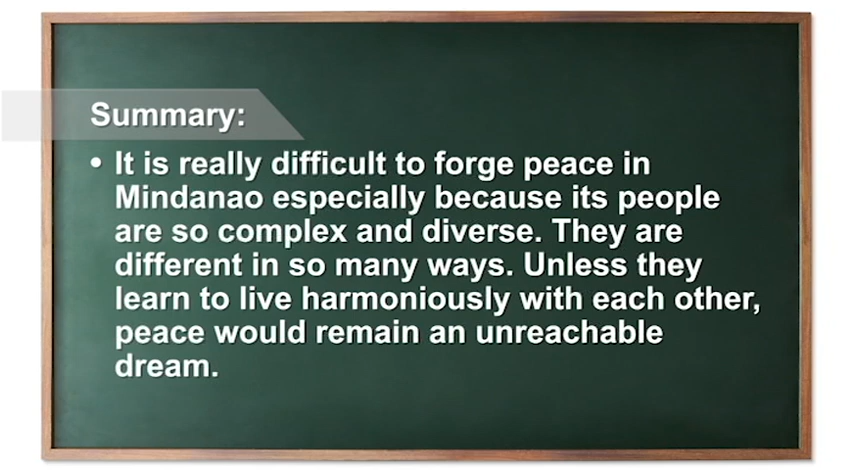 Summary:
• It is really difficult to forge peace in
Mindanao especially because its people
are so complex and diverse. They are
different in so many ways. Unless they
learn to live harmoniously with each other,
peace would remain an unreachable
dream.